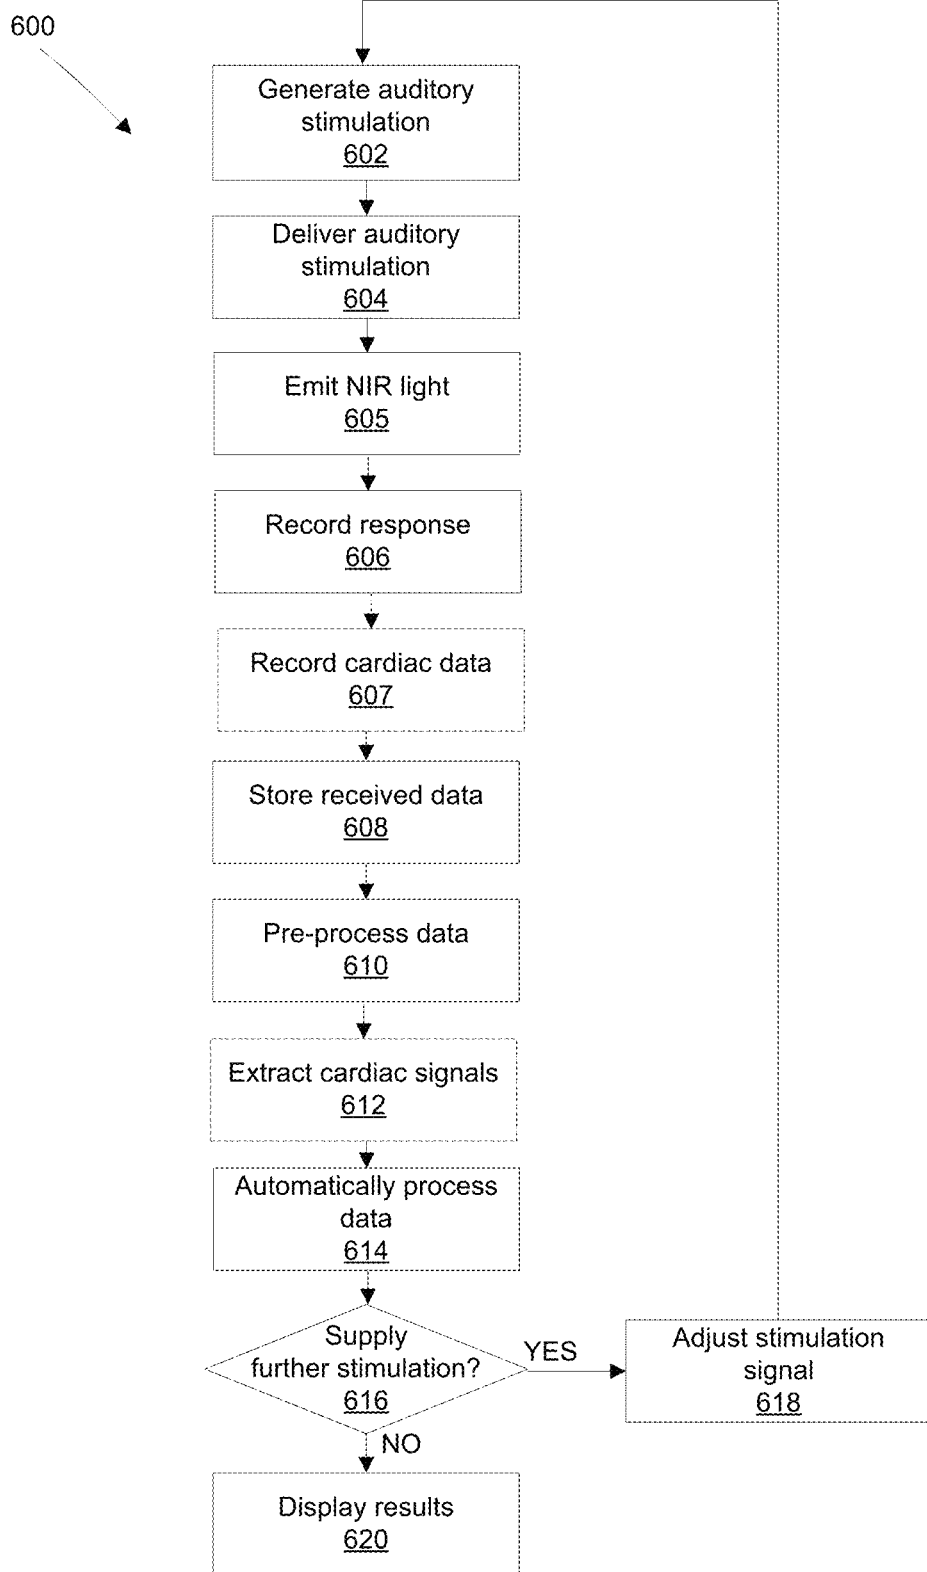 600
Generate auditory
stimulation
602
Deliver auditory
stimulation
604
Emit NIR light
605
Record response
606
Record cardiac data
607
Store received data
608
Pre-process data
610
Extract cardiac signals
612
Automatically process
data
614
Supply
further stimulation?
616
YES
Adjust stimulation
signal
618
NO
Display results
620